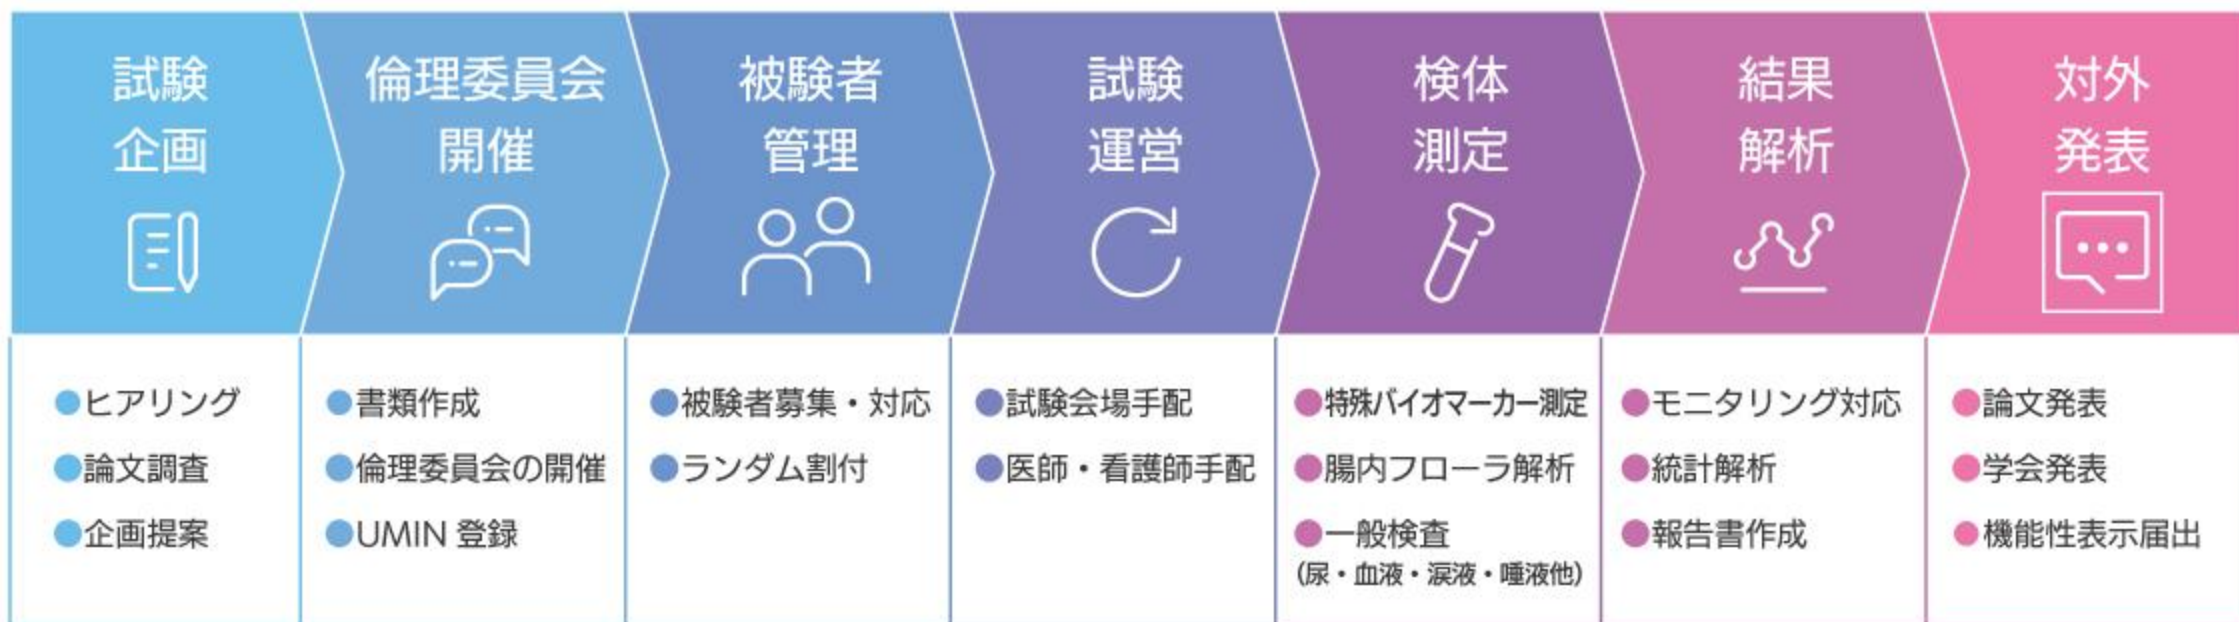 試験
企画
倫理委員会
開催
被験者
管理
試験
運営
検体
測定
結果
解析
対外
発表
●ヒアリング
●論文調査
●企画提案
●書類作成
●倫理委員会の開催
●UMIN 登録
●被験者募集・対応
●ランダム割付
●試験会場手配
●医師・看護師手配
●特殊バイオマーカー測定
●腸内フローラ解析
●一般検査
(尿・血液・涙液・唾液他)
●モニタリング対応
●統計解析
●報告書作成
●論文発表
●学会発表
●機能性表示届出